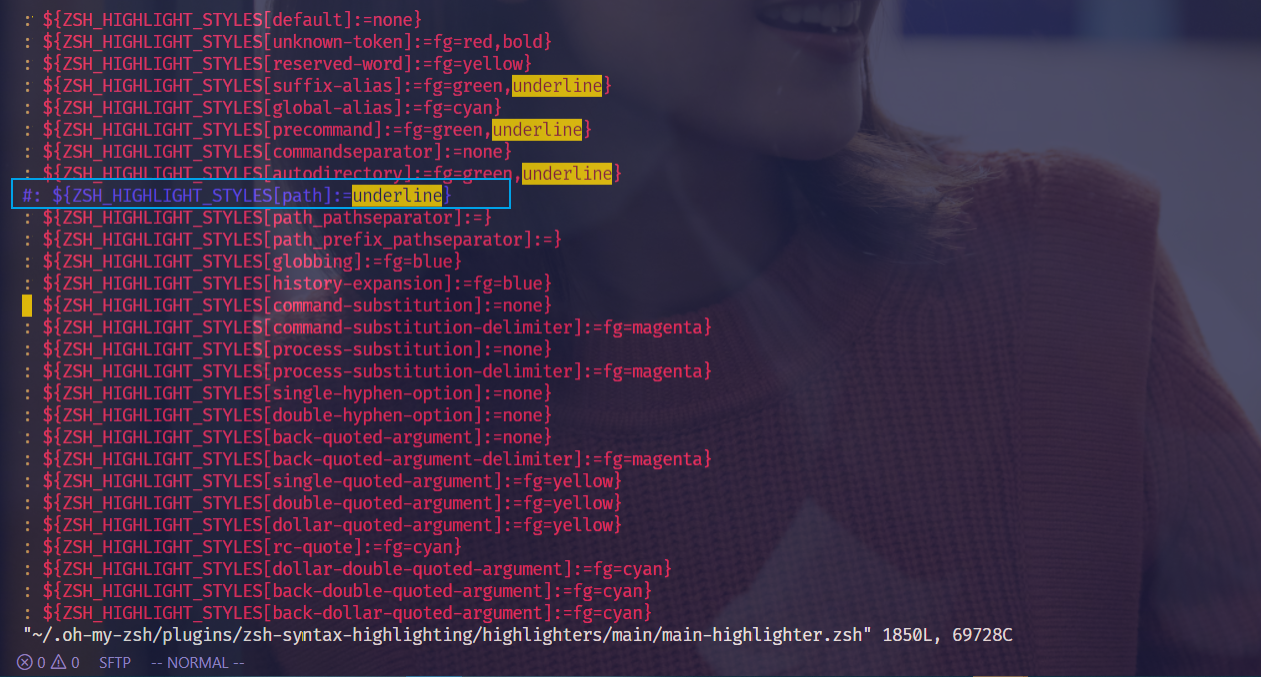 : ${ZSH_HIGHLIGHT_STYLES[default]:=none}
: ${ZSH_HIGHLIGHT_STYLES[unknown-token]:=fg=red,bold}
: ${ZSH_HIGHLIGHT_STYLES[reserved-word]:=fg=yellow}
: ${ZSH_HIGHLIGHT_STYLES[suffix-alias]:=fg=green,underline}
: ${ZSH_HIGHLIGHT_STYLES[global-alias]:=fg=cyan}
: ${ZSH_HIGHLIGHT_STYLES[precommand]:=fg=green,underline}
: ${ZSH_HIGHLIGHT_STYLES[commandseparator]:=none}
: ${ZSH_HIGHLIGHT_STYLES[autodirectory]:=fg=green,underline}
#: ${ZSH_HIGHLIGHT_STYLES[path]:=underline}
: ${ZSH_HIGHLIGHT_STYLES[path_pathseparator]:=}
: ${ZSH_HIGHLIGHT_STYLES[path_prefix_pathseparator]:=}
: ${ZSH_HIGHLIGHT_STYLES[globbing]:=fg=blue}
: ${ZSH_HIGHLIGHT_STYLES[history-expansion]:=fg=blue}
${ZSH_HIGHLIGHT_STYLES[command-substitution]:=none}
: ${ZSH_HIGHLIGHT_STYLES[command-substitution-delimiter]:=fg=magenta}
: ${ZSH_HIGHLIGHT_STYLES[process-substitution]:=none}
: ${ZSH_HIGHLIGHT_STYLES[process-substitution-delimiter]:=fg=magenta}
: ${ZSH_HIGHLIGHT_STYLES[single-hyphen-option]:=none}
: ${ZSH_HIGHLIGHT_STYLES[double-hyphen-option]:=none}
: ${ZSH_HIGHLIGHT_STYLES[back-quoted-argument]:=none}
: ${ZSH_HIGHLIGHT_STYLES[back-quoted-argument-delimiter]:=fg=magenta}
: ${ZSH_HIGHLIGHT_STYLES[single-quoted-argument]:=fg=yellow}
: ${ZSH_HIGHLIGHT_STYLES[double-quoted-argument]:=fg=yellow}
: ${ZSH_HIGHLIGHT_STYLES[dollar-quoted-argument]:=fg=yellow}
: ${ZSH_HIGHLIGHT_STYLES[rc-quote]:=fg=cyan}
: ${ZSH_HIGHLIGHT_STYLES[dollar-double-quoted-argument]:=fg=cyan}
: ${ZSH_HIGHLIGHT_STYLES[back-double-quoted-argument]:=fg=cyan}
: ${ZSH_HIGHLIGHT_STYLES[back-dollar-quoted-argument]:=fg=cyan}
"~/.oh-my-zsh/plugins/zsh-syntax-highlighting/highlighters/main/main-highlighter.zsh" 1850L, 69728C
0 0 SFTP -- NORMAL --